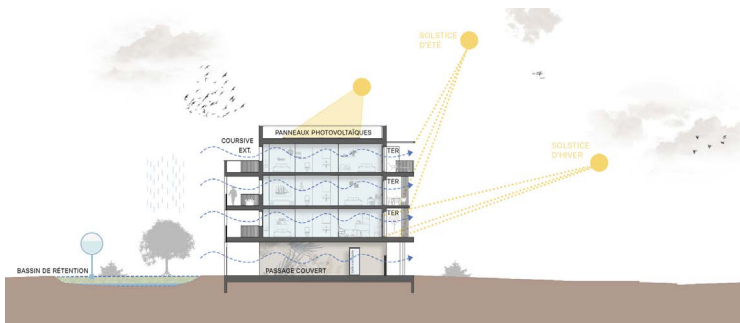 SOLSTICE
D'ÉTÉ
PANNEAUX PHOTOVOLTAÏQUES
COURSIVE
EXT.
TER
TER
TER
SOLSTICE
D'HIVER
BASSIN DE RÉTENTION
PASSAGE COUVERT